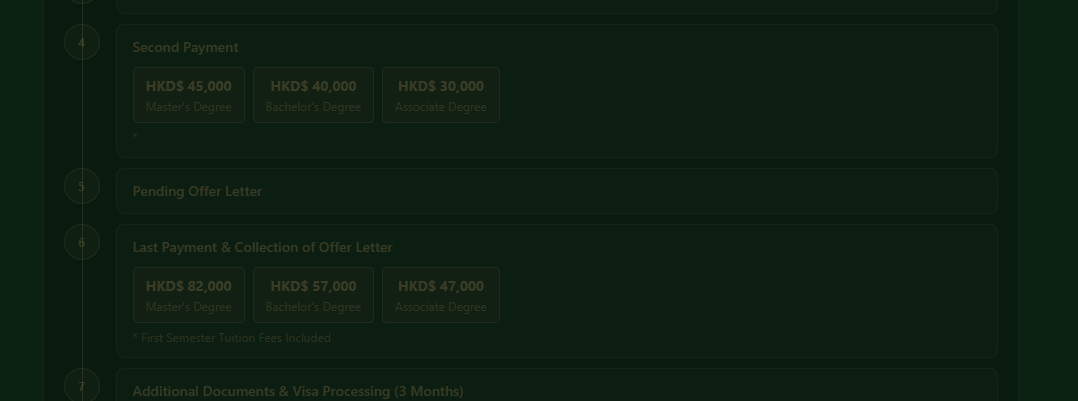 4
Second Payment
HKD$ 45,000 HKD$ 40,000 HKD$ 30,000
Master's Degree Bachelor's Degree Associate Degree
*
5
Pending Offer Letter
6
Last Payment & Collection of Offer Letter
HKD$ 82,000 HKD$ 57,000 HKD$ 47,000
Master's Degree Bachelor's Degree Associate Degree
* First Semester Tuition Fees Included
7
Additional Documents & Visa Processing (3 Months)